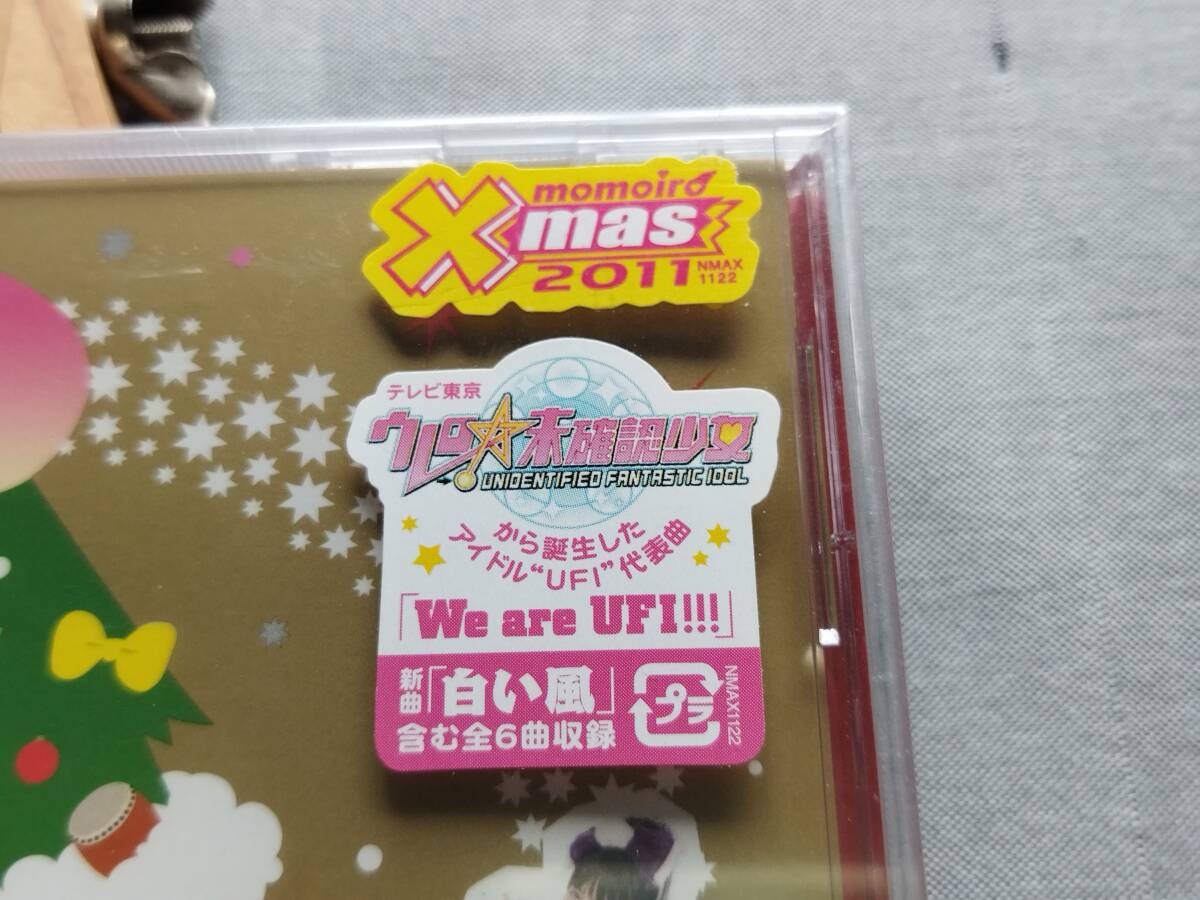 momoiro
Xmas
2011 NMAX
1122
テレビ東京
ウレロ☆未確認少女
UNIDENTIFIED FANTASTIC IDOL
から誕生した
アイドル“UFI”代表曲
「We are UFI!!!」
新曲「白い風」
含む全6曲収録
プラ
NMAX1122